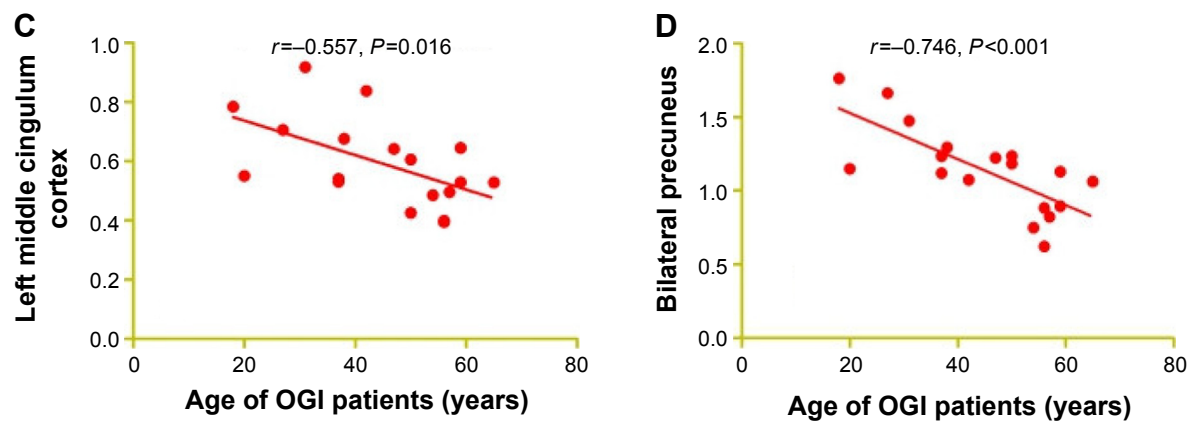 C
r=–0.557, P=0.016
Left middle cingulum
cortex
1.0
0.8
0.6
0.4
0.2
0.0
0 20 40 60 80
Age of OGI patients (years)
D
r=–0.746, P<0.001
Bilateral precuneus
2.0
1.5
1.0
0.5
0.0
0 20 40 60 80
Age of OGI patients (years)